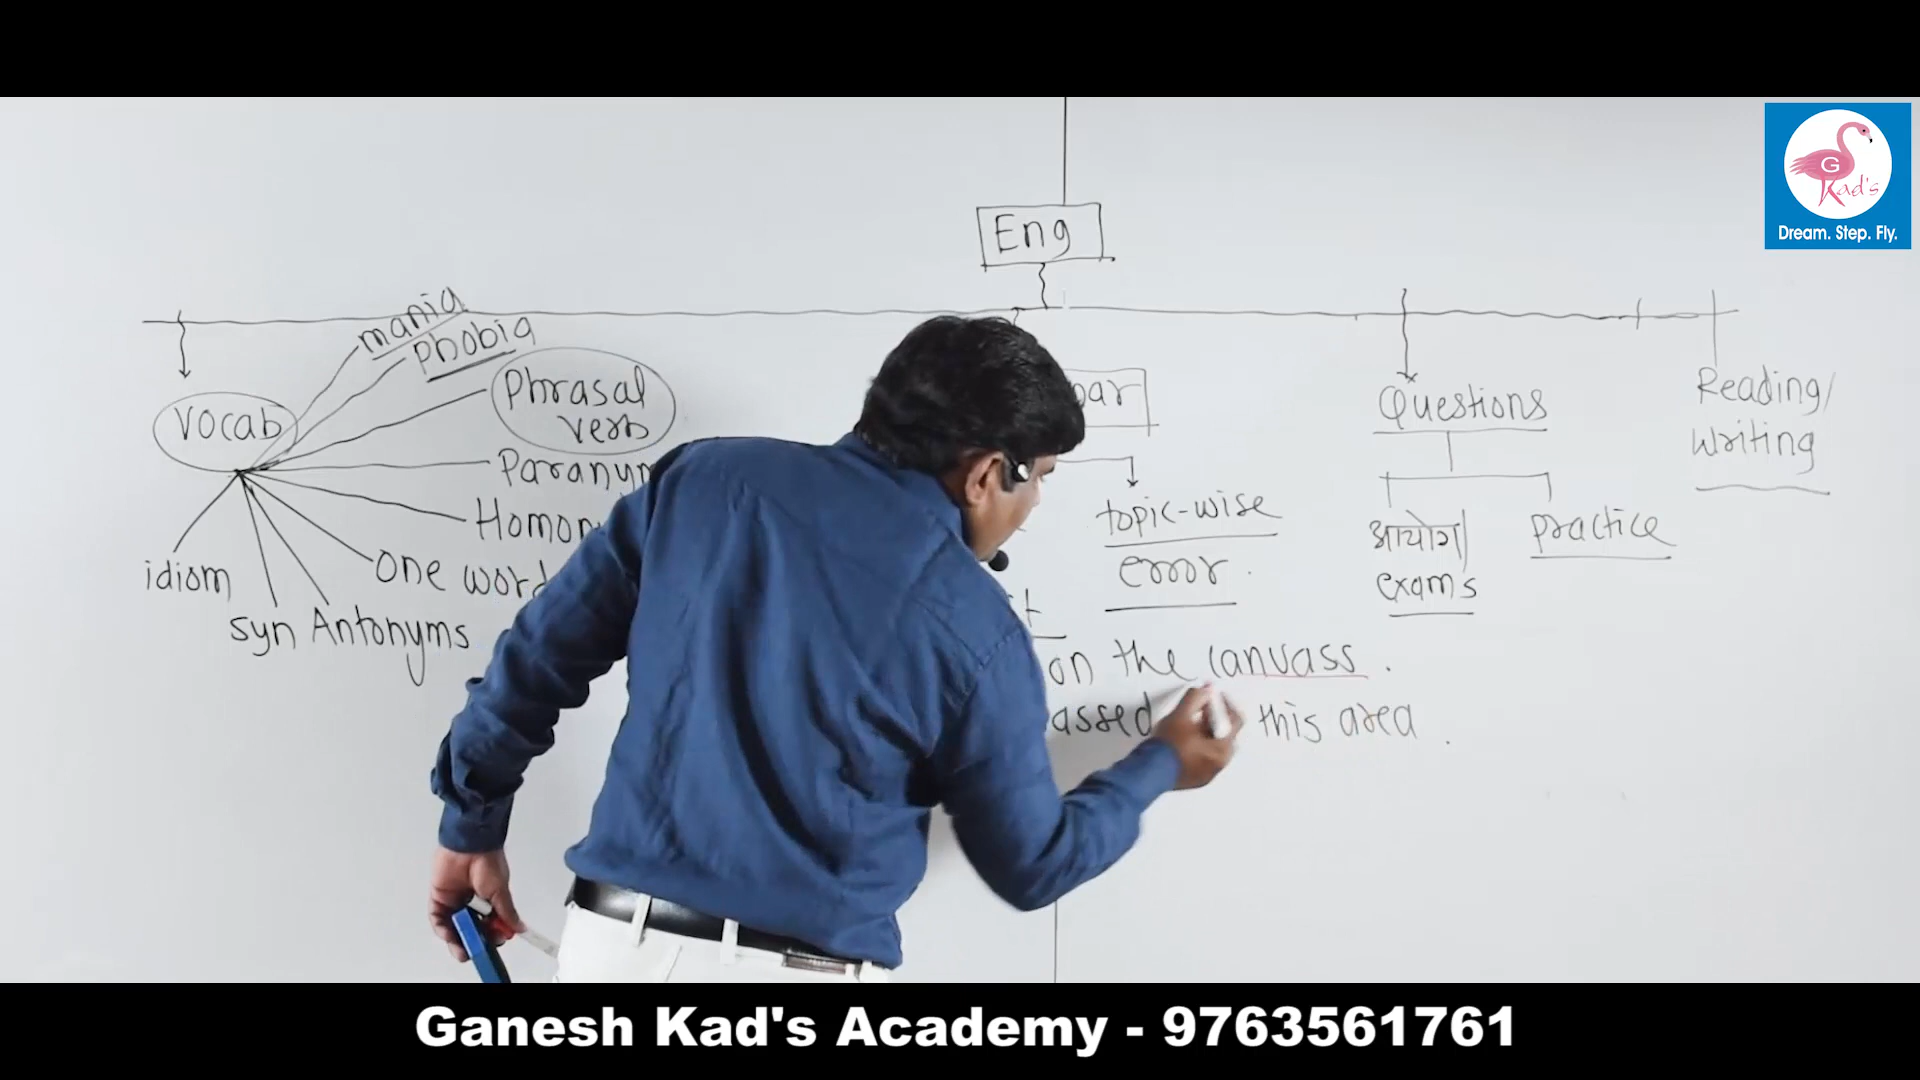 G
Kad's
Dream. Step. Fly.
Eng
mania
phobia
vocab
Phrasal
verb
Questions
Reading/
Writing
topic-wise
error.
आयोग/
exams
practice
idiom
one word
syn Antonyms
on the canvass.
this area.
Ganesh Kad's Academy - 9763561761